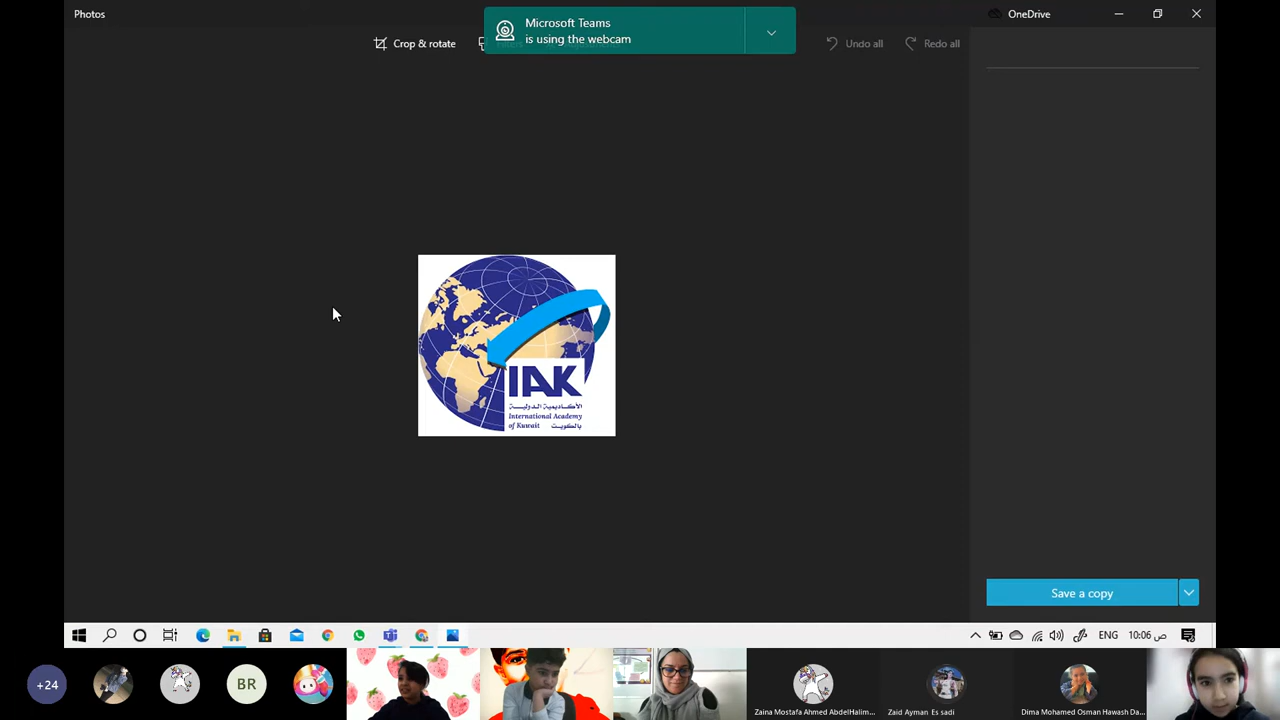 Photos
Microsoft Teams
is using the webcam
OneDrive
Crop & rotate
Undo all
Redo all
IAK
الأكاديمية الدولية
International Academy
of Kuwait بالكويت
Save a copy
ENG
10:06 ص
+24
BR
Zaina Mostafa Ahmed AbdelHalim...
Zaid Ayman Es sadi
Dima Mohamed Osman Hawash Da...